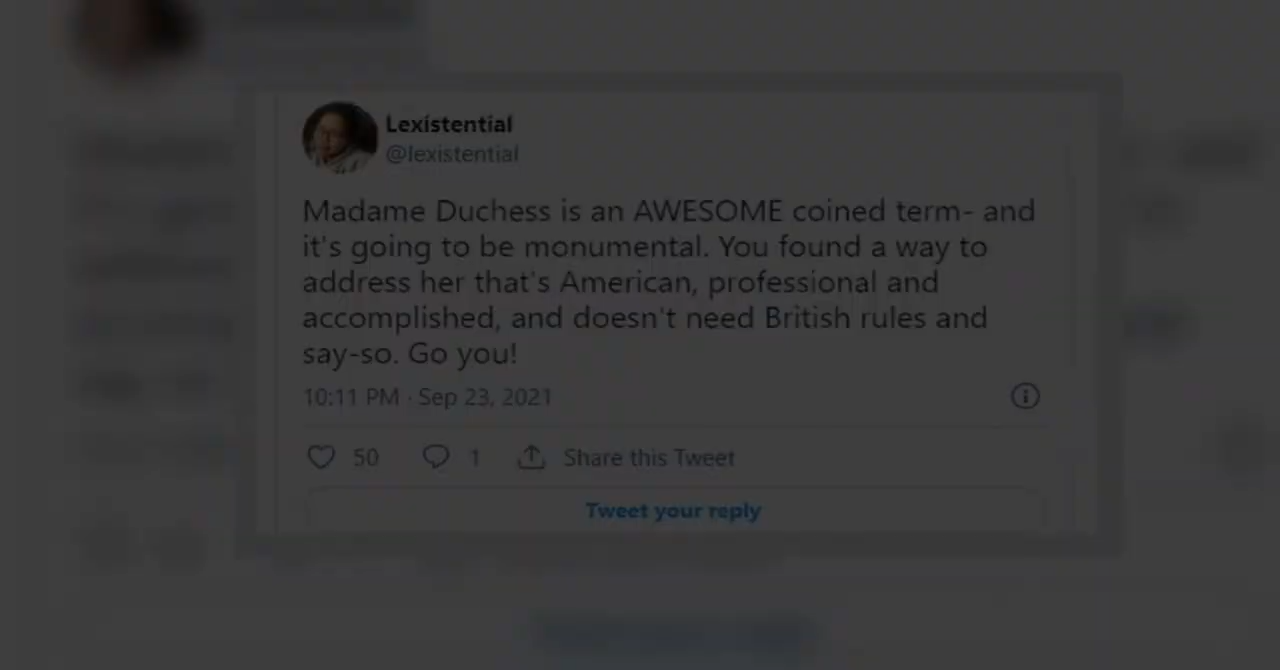 Lexistential
@lexistential
Madame Duchess is an AWESOME coined term- and
it's going to be monumental. You found a way to
address her that's American, professional and
accomplished, and doesn't need British rules and
say-so. Go you!
10:11 PM · Sep 23, 2021
50 1 Share this Tweet
Tweet your reply